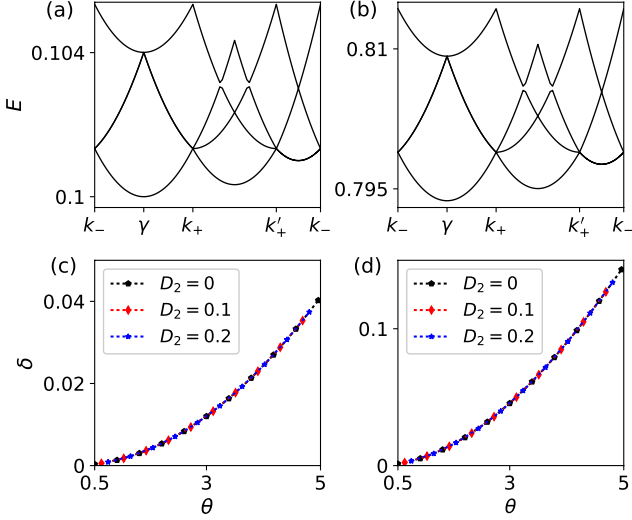 (a)
(b)
E
0.104
0.1
0.81
0.795
k₋ γ k₊ k′₊ k₋
k₋ γ k₊ k′₊ k₋
(c)
(d)
δ
0.04
0.02
0
0.1
0
D₂ = 0
D₂ = 0.1
D₂ = 0.2
D₂ = 0
D₂ = 0.1
D₂ = 0.2
0.5 3 5
0.5 3 5
θ
θ